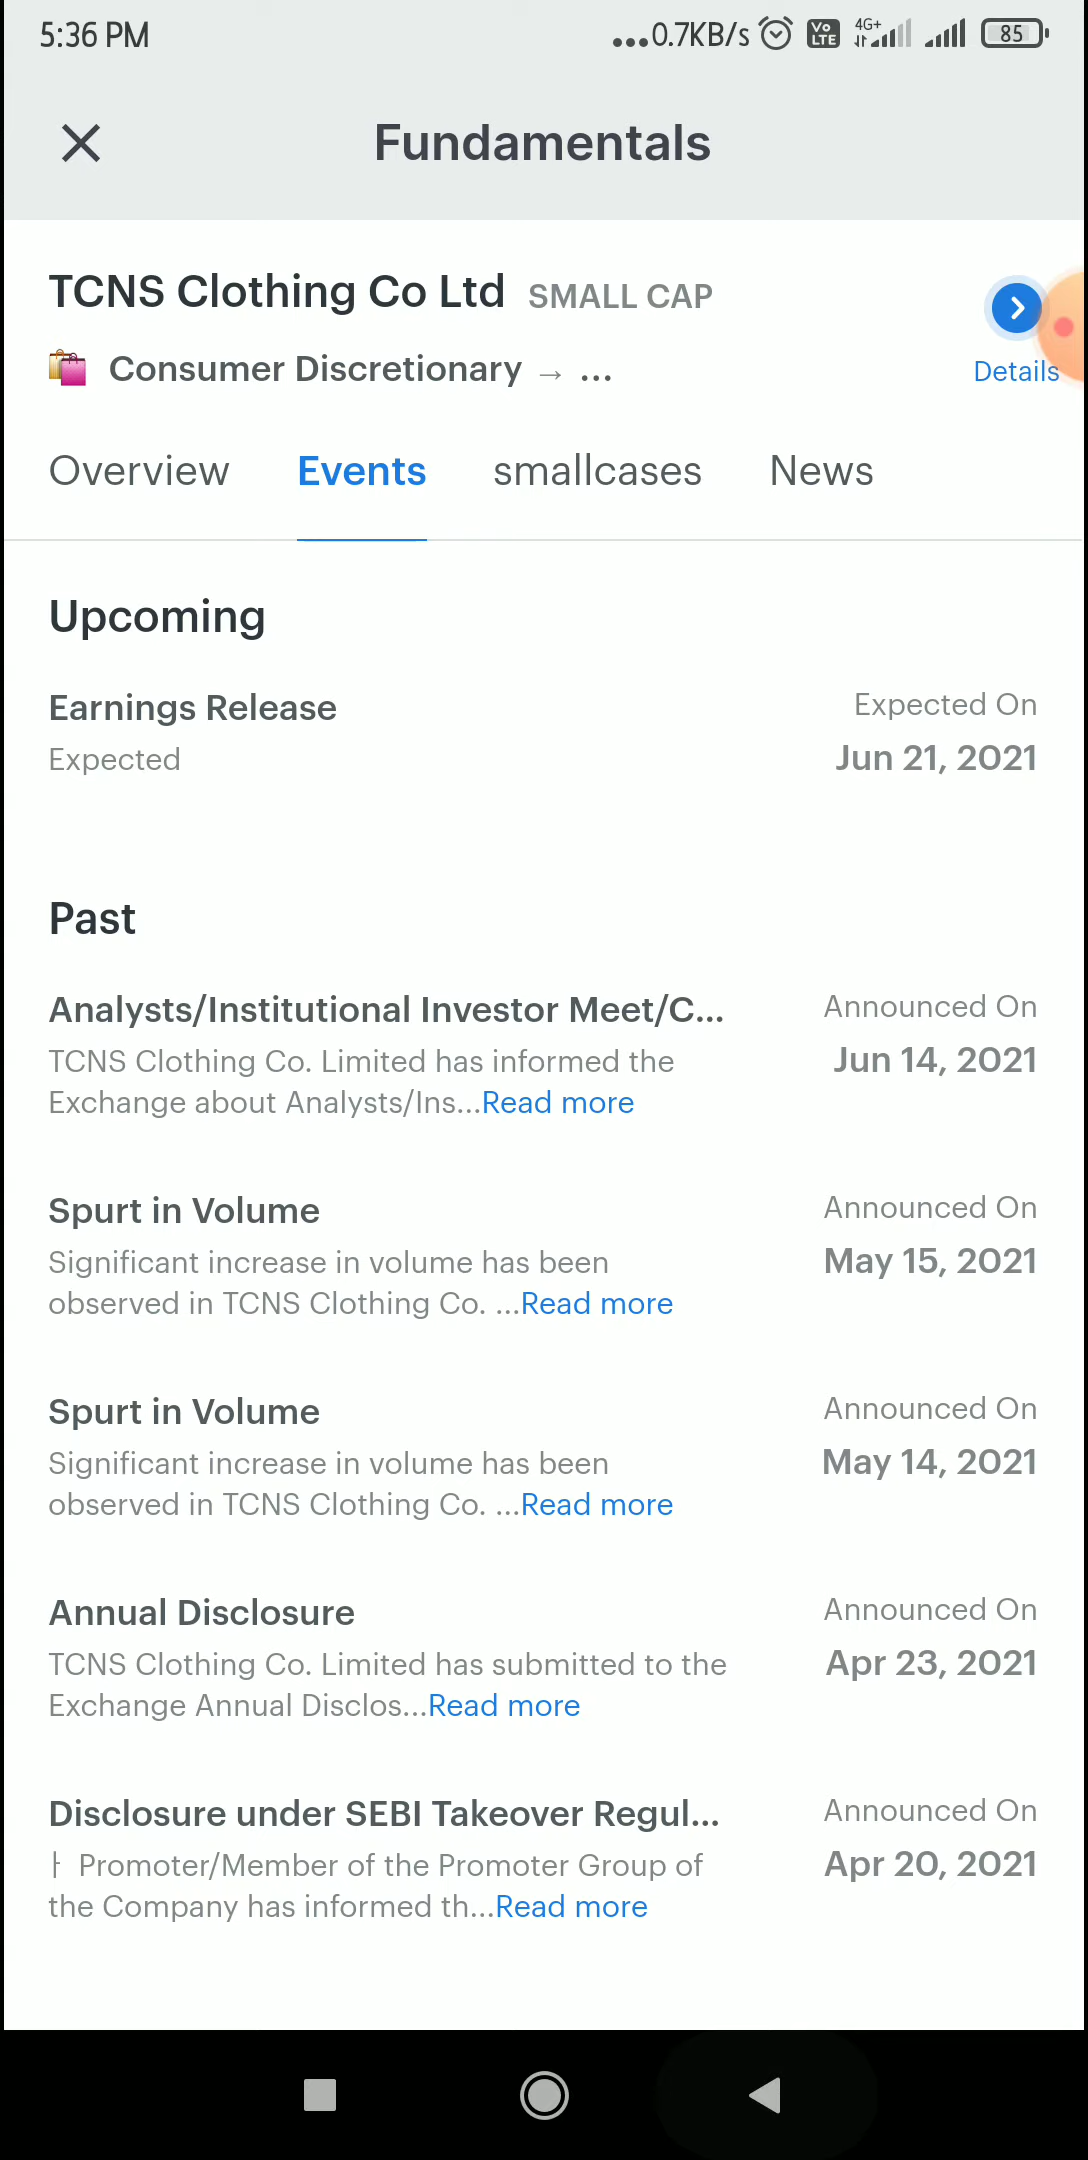 5:36 PM
...0.7KB/s Vo LTE 4G+ 85
Fundamentals
TCNS Clothing Co Ltd SMALL CAP
Consumer Discretionary → ...
Details
Overview Events smallcases News
Upcoming
Earnings Release Expected On
Expected Jun 21, 2021
Past
Analysts/Institutional Investor Meet/C... Announced On
TCNS Clothing Co. Limited has informed the Jun 14, 2021
Exchange about Analysts/Ins...Read more
Spurt in Volume Announced On
Significant increase in volume has been May 15, 2021
observed in TCNS Clothing Co. ...Read more
Spurt in Volume Announced On
Significant increase in volume has been May 14, 2021
observed in TCNS Clothing Co. ...Read more
Annual Disclosure Announced On
TCNS Clothing Co. Limited has submitted to the Apr 23, 2021
Exchange Annual Disclos...Read more
Disclosure under SEBI Takeover Regul... Announced On
Promoter/Member of the Promoter Group of Apr 20, 2021
the Company has informed th...Read more